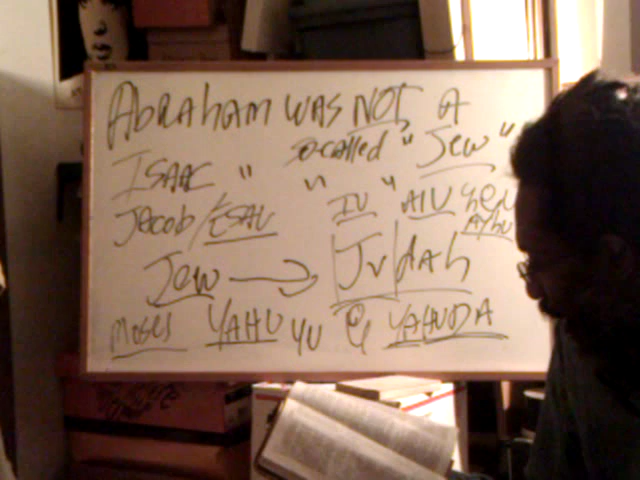 ABRAHAM WAS NOT A
so-called "Jew"
ISAAC " " "
Jacob/ESAU IU AIU
Jew → Judah
Moses YAHU YU & YAHUDA